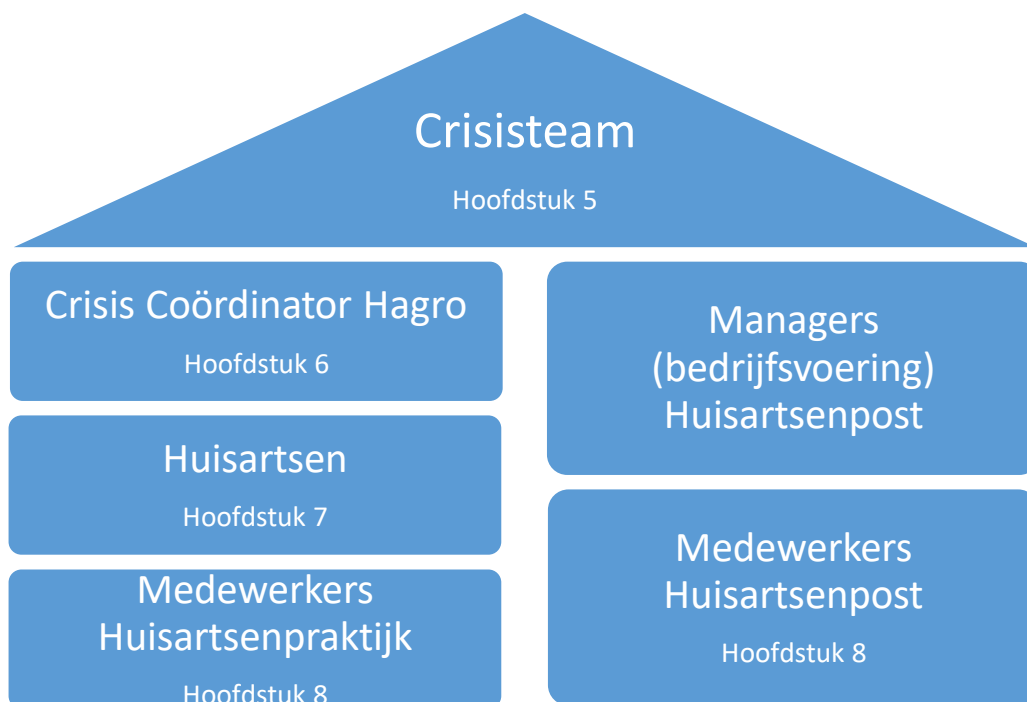 Crisisteam
Hoofdstuk 5
Crisis Coördinator Hagro
Hoofdstuk 6
Huisartsen
Hoofdstuk 7
Medewerkers
Huisartsenpraktijk
Hoofdstuk 8
Managers
(bedrijfsvoering)
Huisartsenpost
Medewerkers
Huisartsenpost
Hoofdstuk 8